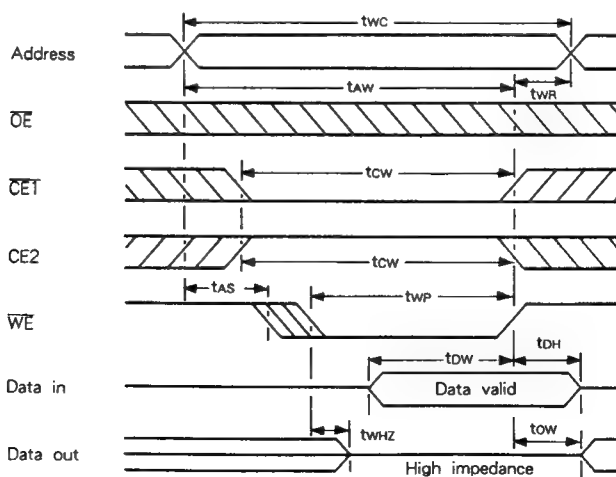 tWC
Address
tAW
tWR
OE
CE1
tCW
CE2
tCW
tAS
tWP
WE
tDW
tDH
Data in
Data valid
tWHZ
tOW
Data out
High impedance